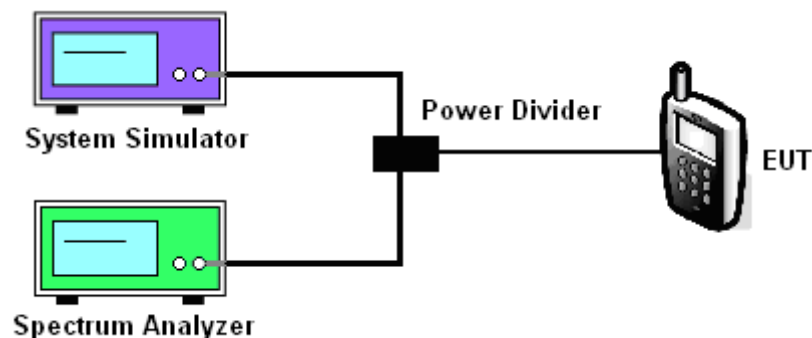 System Simulator
Power Divider
EUT
Spectrum Analyzer